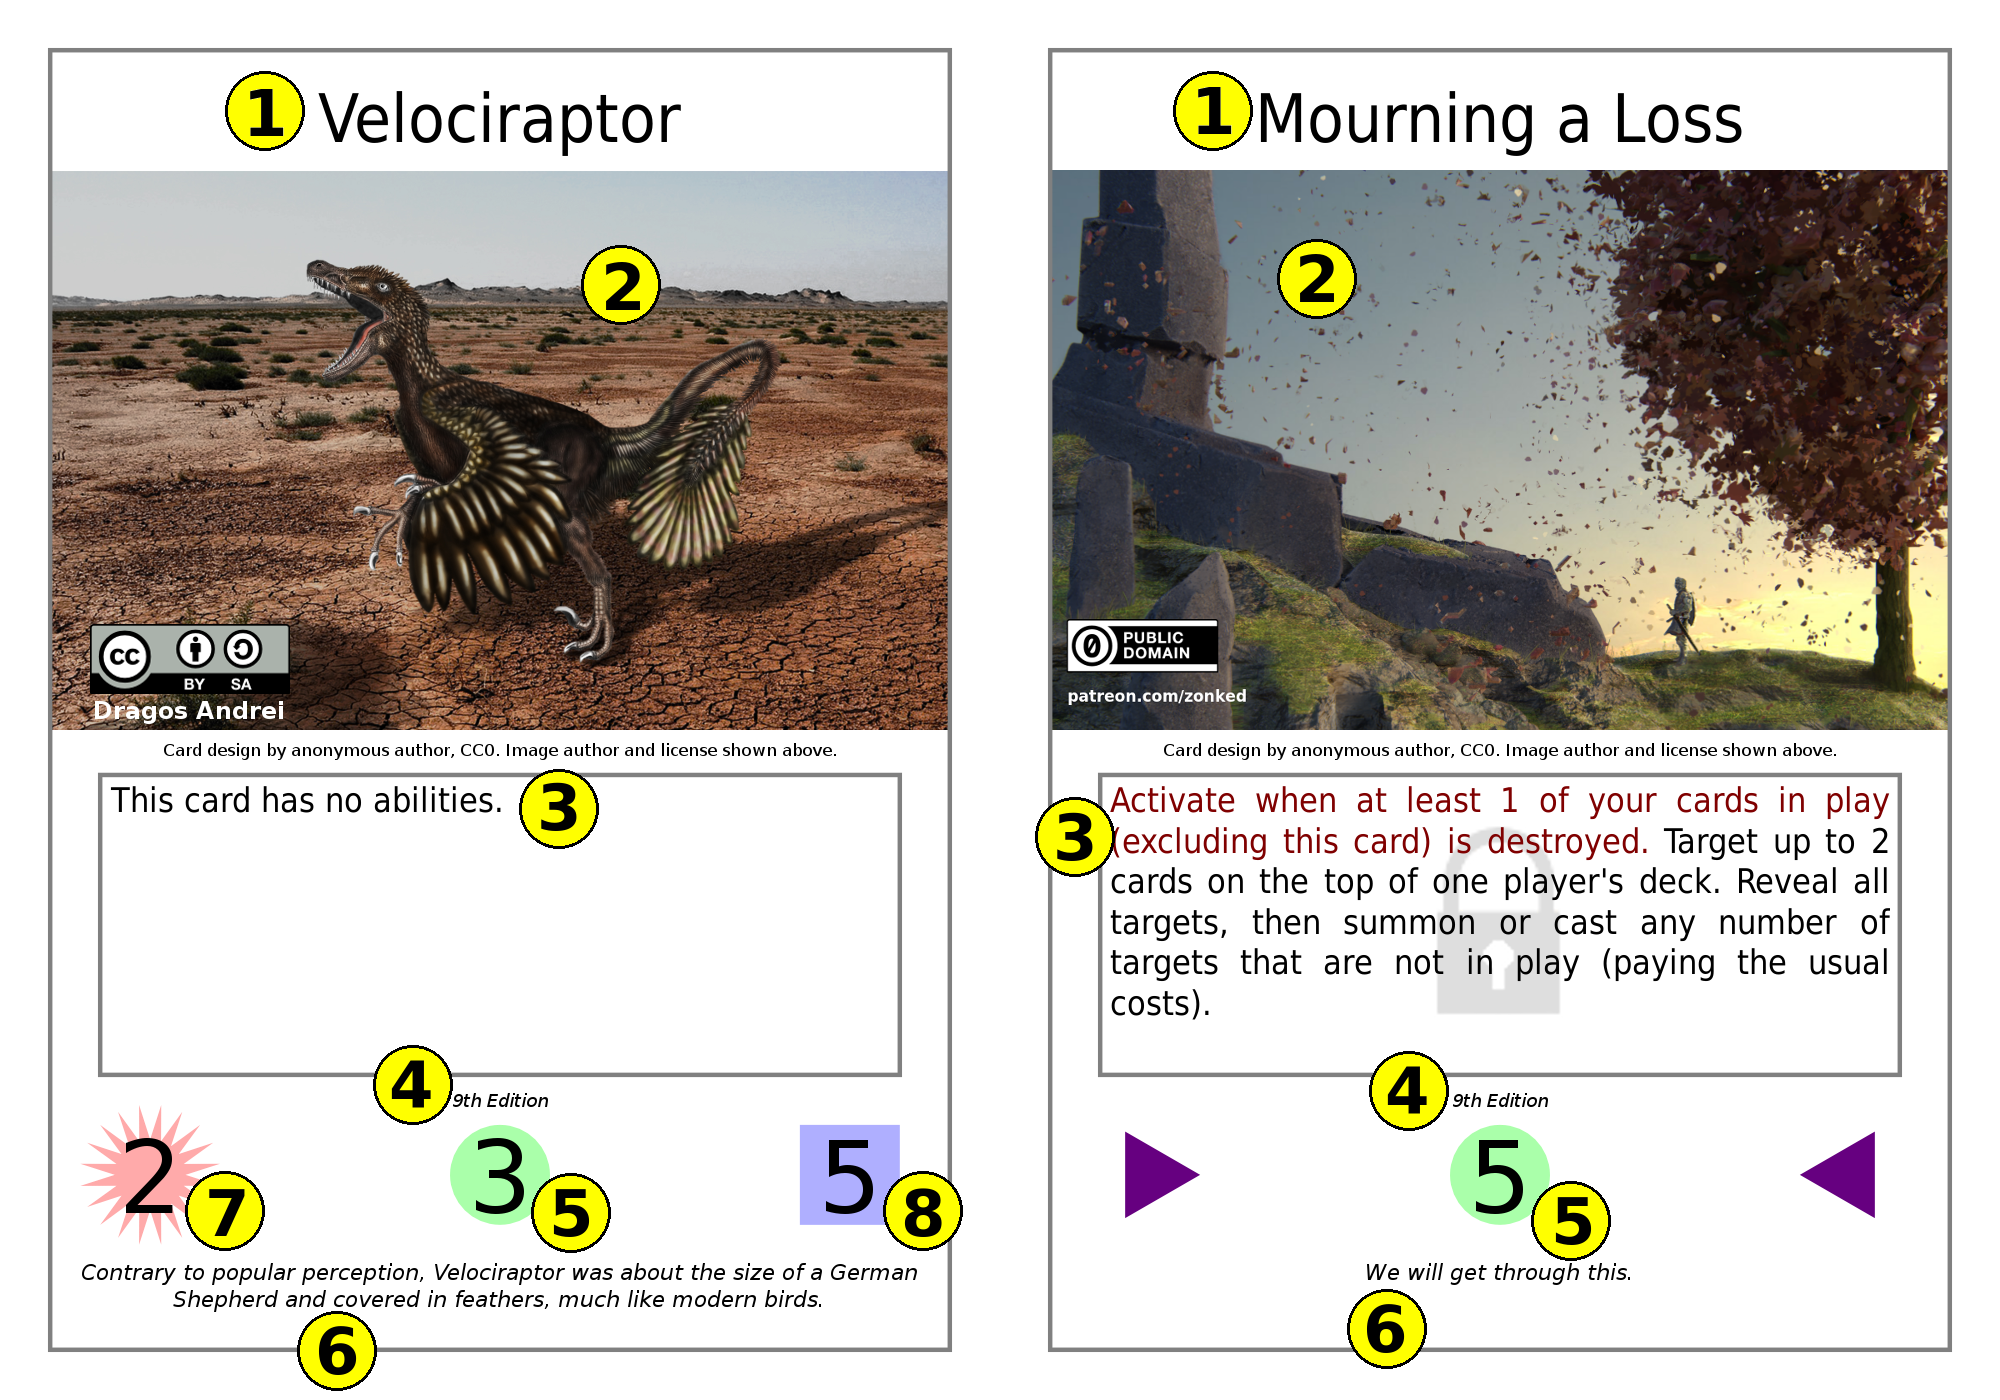 1 Velociraptor
2
cc BY SA
Dragos Andrei
Card design by anonymous author, CC0. Image author and license shown above.
This card has no abilities. 3
4 9th Edition
2 7 3 5 5 8
Contrary to popular perception, Velociraptor was about the size of a German
Shepherd and covered in feathers, much like modern birds.
6
1 Mourning a Loss
2
0 PUBLIC
DOMAIN
patreon.com/zonked
Card design by anonymous author, CC0. Image author and license shown above.
3
Activate when at least 1 of your cards in play
(excluding this card) is destroyed. Target up to 2
cards on the top of one player's deck. Reveal all
targets, then summon or cast any number of
targets that are not in play (paying the usual
costs).
4 9th Edition
5 5
We will get through this.
6